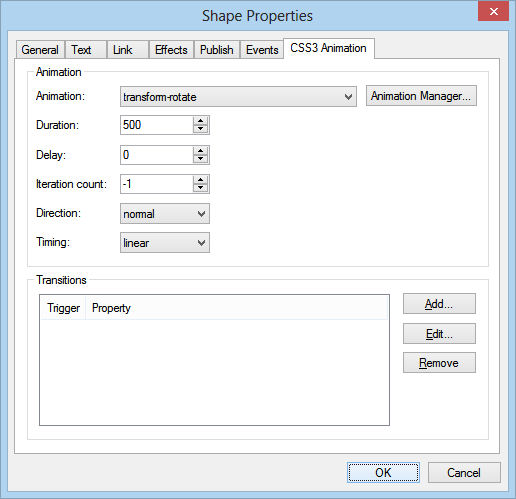 Shape Properties
General Text Link Effects Publish Events CSS3 Animation
Animation
Animation: transform-rotate Animation Manager...
Duration: 500
Delay: 0
Iteration count: -1
Direction: normal
Timing: linear
Transitions
Trigger Property
Add...
Edit...
Remove
OK Cancel